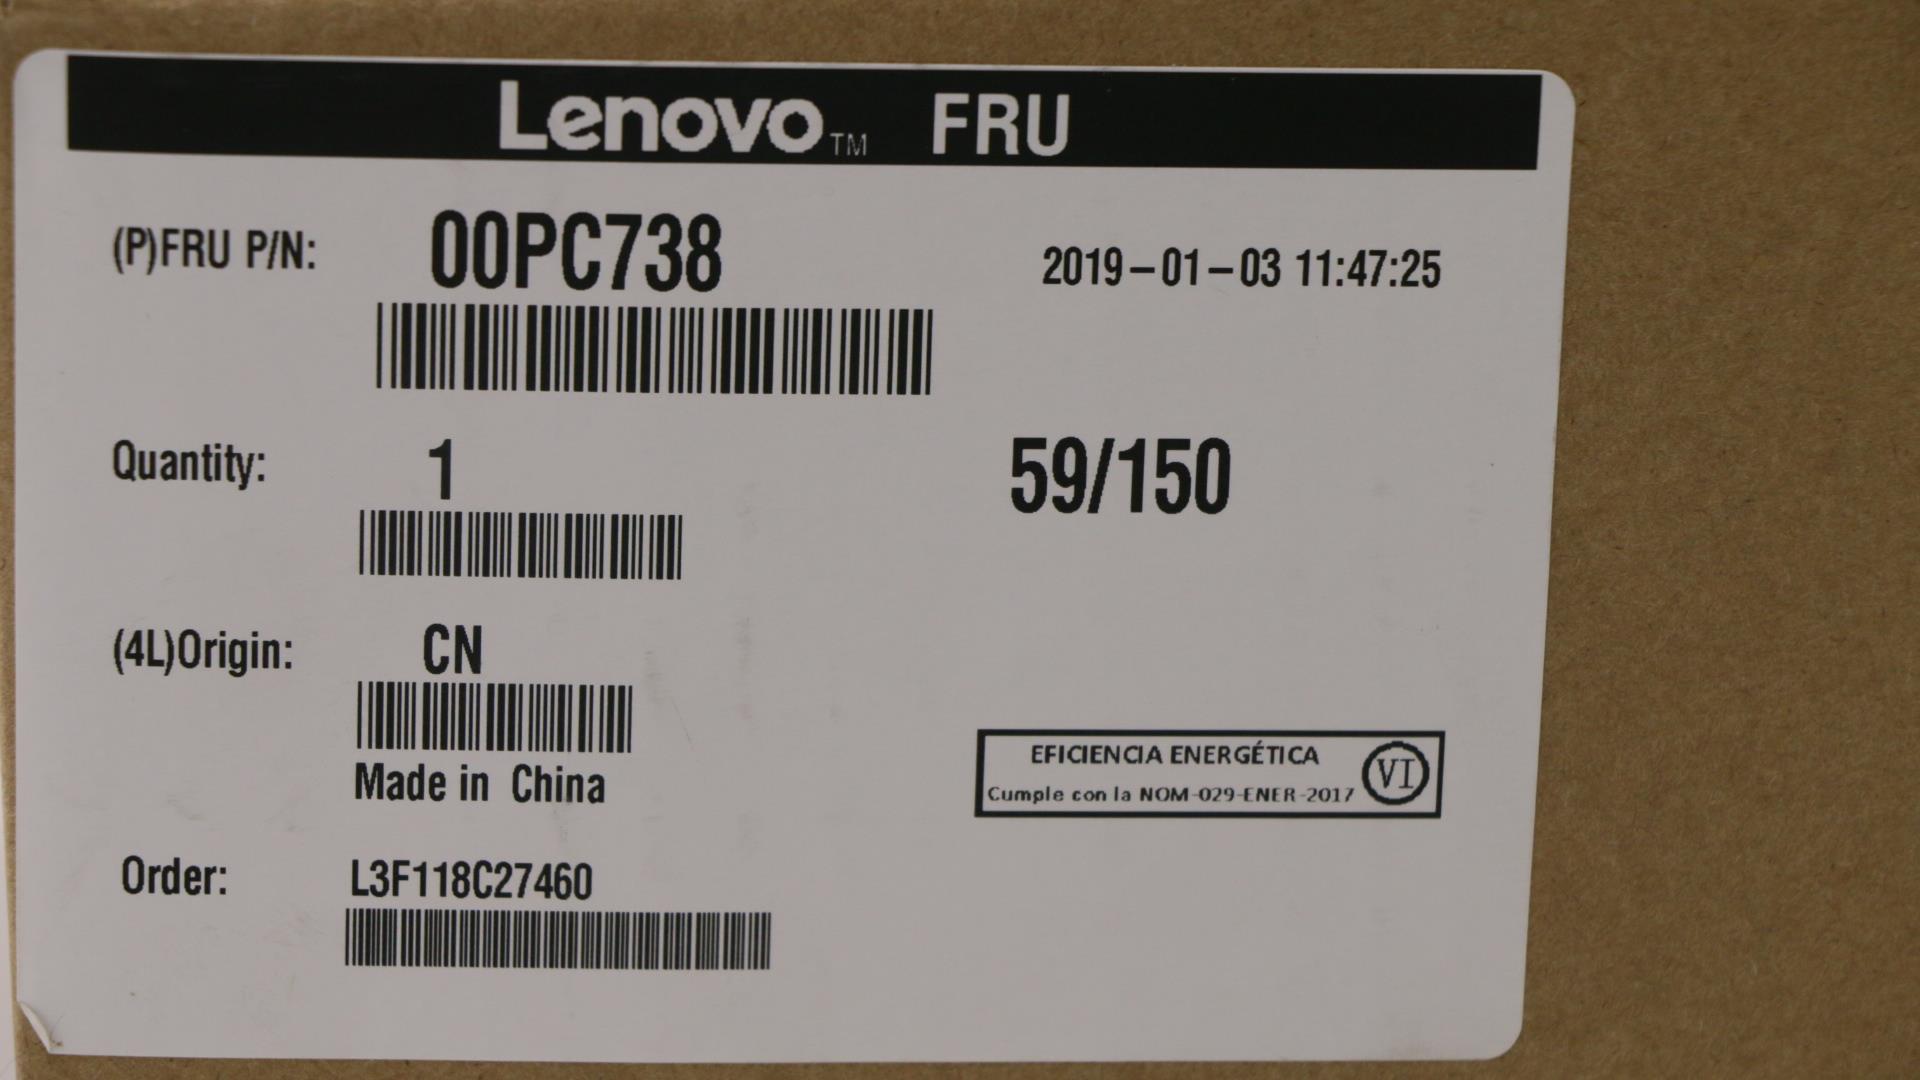 Lenovo™ FRU
(P)FRU P/N: 00PC738 2019-01-03 11:47:25
Quantity: 1 59/150
(4L)Origin: CN
Made in China
EFICIENCIA ENERGÉTICA
Cumple con la NOM-029-ENER-2017 VI
Order: L3F118C27460